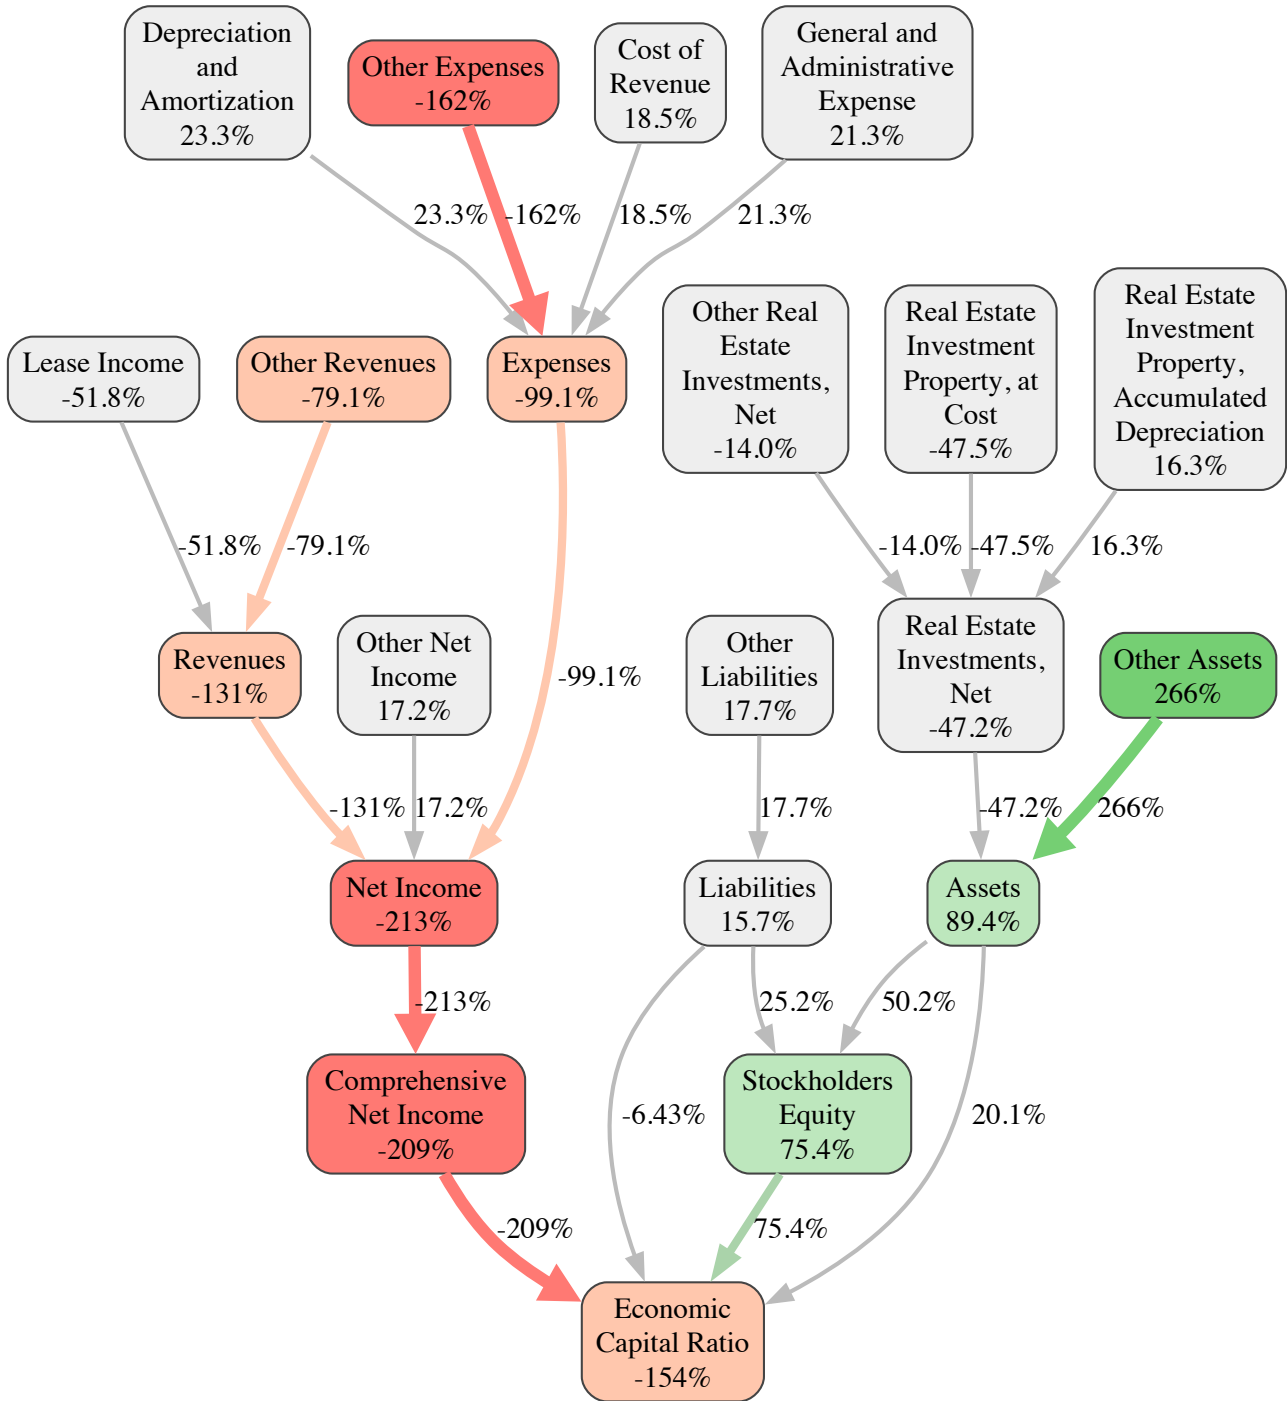 Depreciation
and
Amortization
23.3%
Other Expenses
-162%
Cost of
Revenue
18.5%
General and
Administrative
Expense
21.3%
23.3%
-162%
18.5%
21.3%
Lease Income
-51.8%
Other Revenues
-79.1%
Expenses
-99.1%
Other Real
Estate
Investments,
Net
-14.0%
Real Estate
Investment
Property, at
Cost
-47.5%
Real Estate
Investment
Property,
Accumulated
Depreciation
16.3%
-51.8%
-79.1%
-14.0%
-47.5%
16.3%
Revenues
-131%
Other Net
Income
17.2%
-99.1%
Other
Liabilities
17.7%
Real Estate
Investments,
Net
-47.2%
Other Assets
266%
-131%
17.2%
17.7%
-47.2%
266%
Net Income
-213%
Liabilities
15.7%
Assets
89.4%
-213%
25.2%
50.2%
Comprehensive
Net Income
-209%
-6.43%
Stockholders
Equity
75.4%
20.1%
-209%
75.4%
Economic
Capital Ratio
-154%